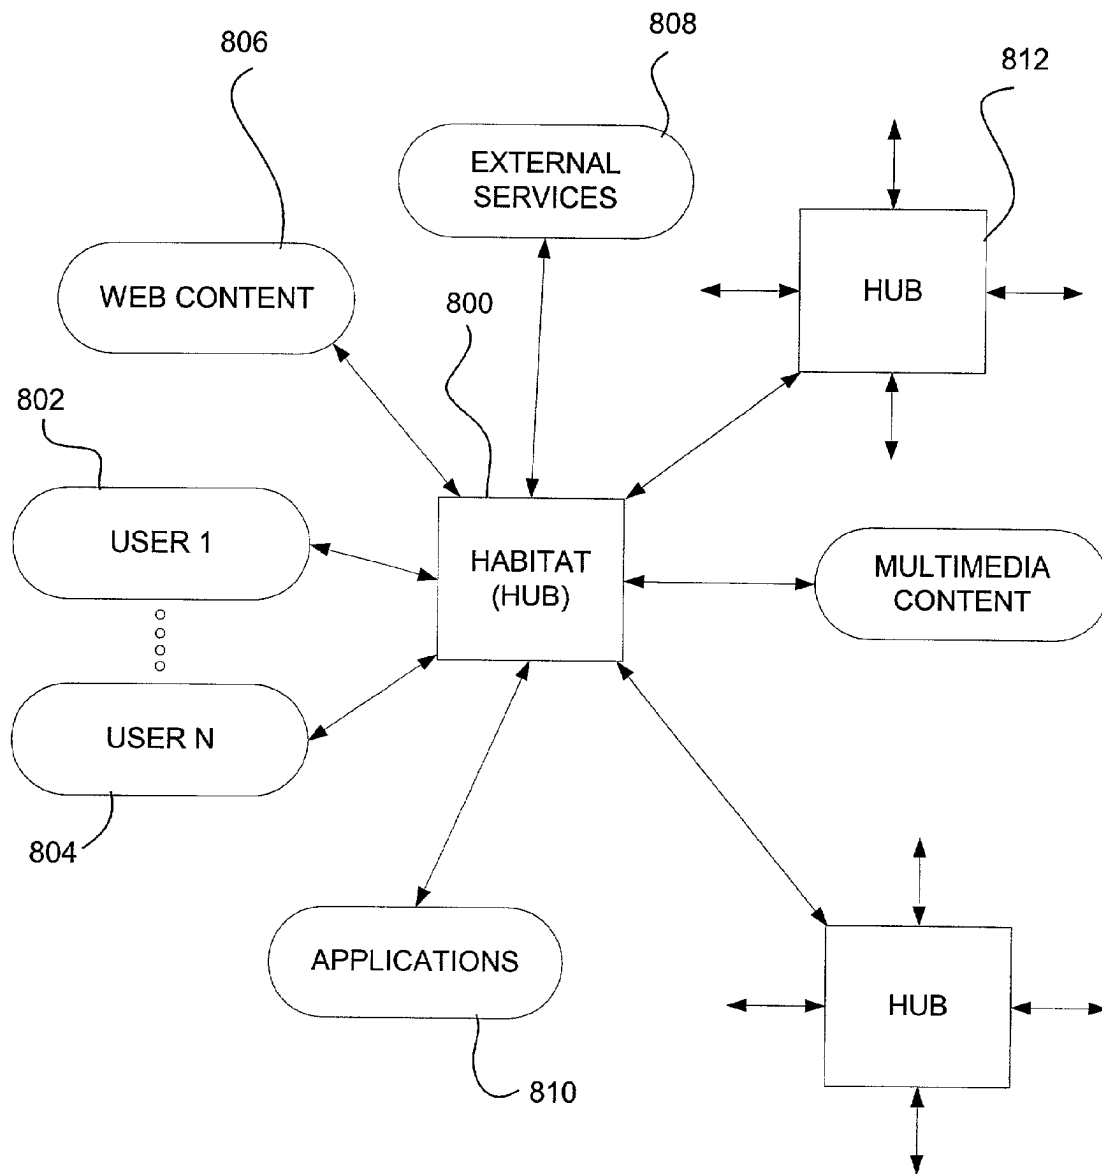 806
808
812
EXTERNAL
SERVICES
WEB CONTENT
800
HUB
802
USER 1
HABITAT
(HUB)
MULTIMEDIA
CONTENT
USER N
804
APPLICATIONS
HUB
810